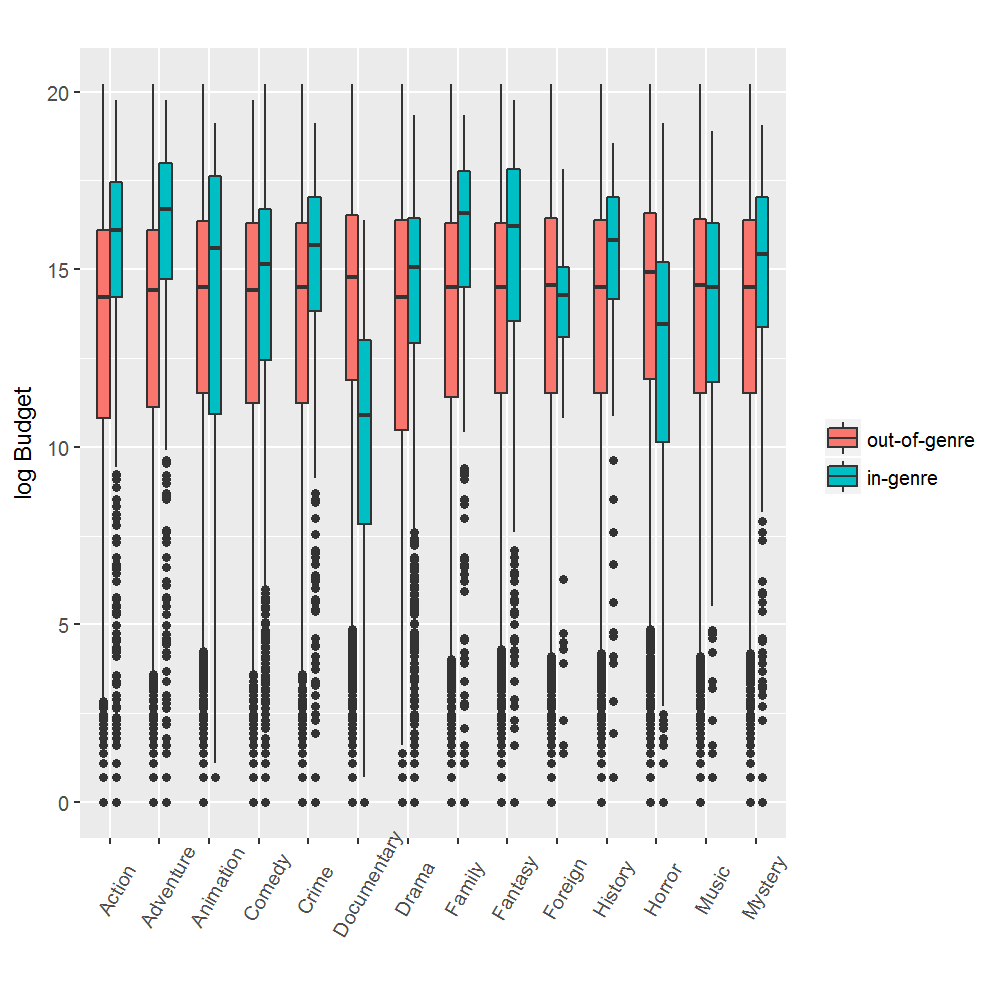 log Budget
20
15
10
5
0
Action
Adventure
Animation
Comedy
Crime
Documentary
Drama
Family
Fantasy
Foreign
History
Horror
Music
Mystery
out-of-genre
in-genre